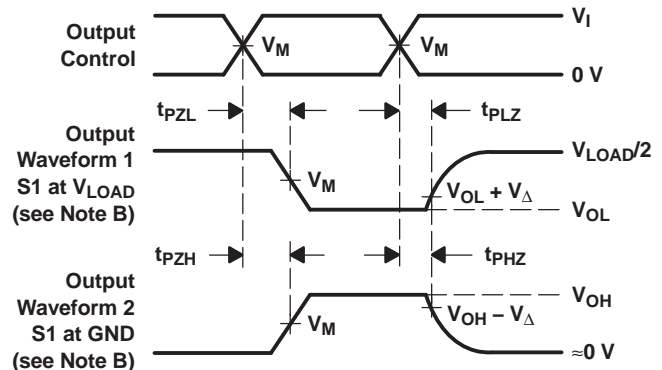 Output
Control
V_M
V_M
V_I
0 V
t_PZL
t_PLZ
Output
Waveform 1
S1 at V_LOAD
(see Note B)
V_M
V_LOAD/2
V_OL + V_Δ
V_OL
t_PZH
t_PHZ
Output
Waveform 2
S1 at GND
(see Note B)
V_M
V_OH
V_OH − V_Δ
≈0 V